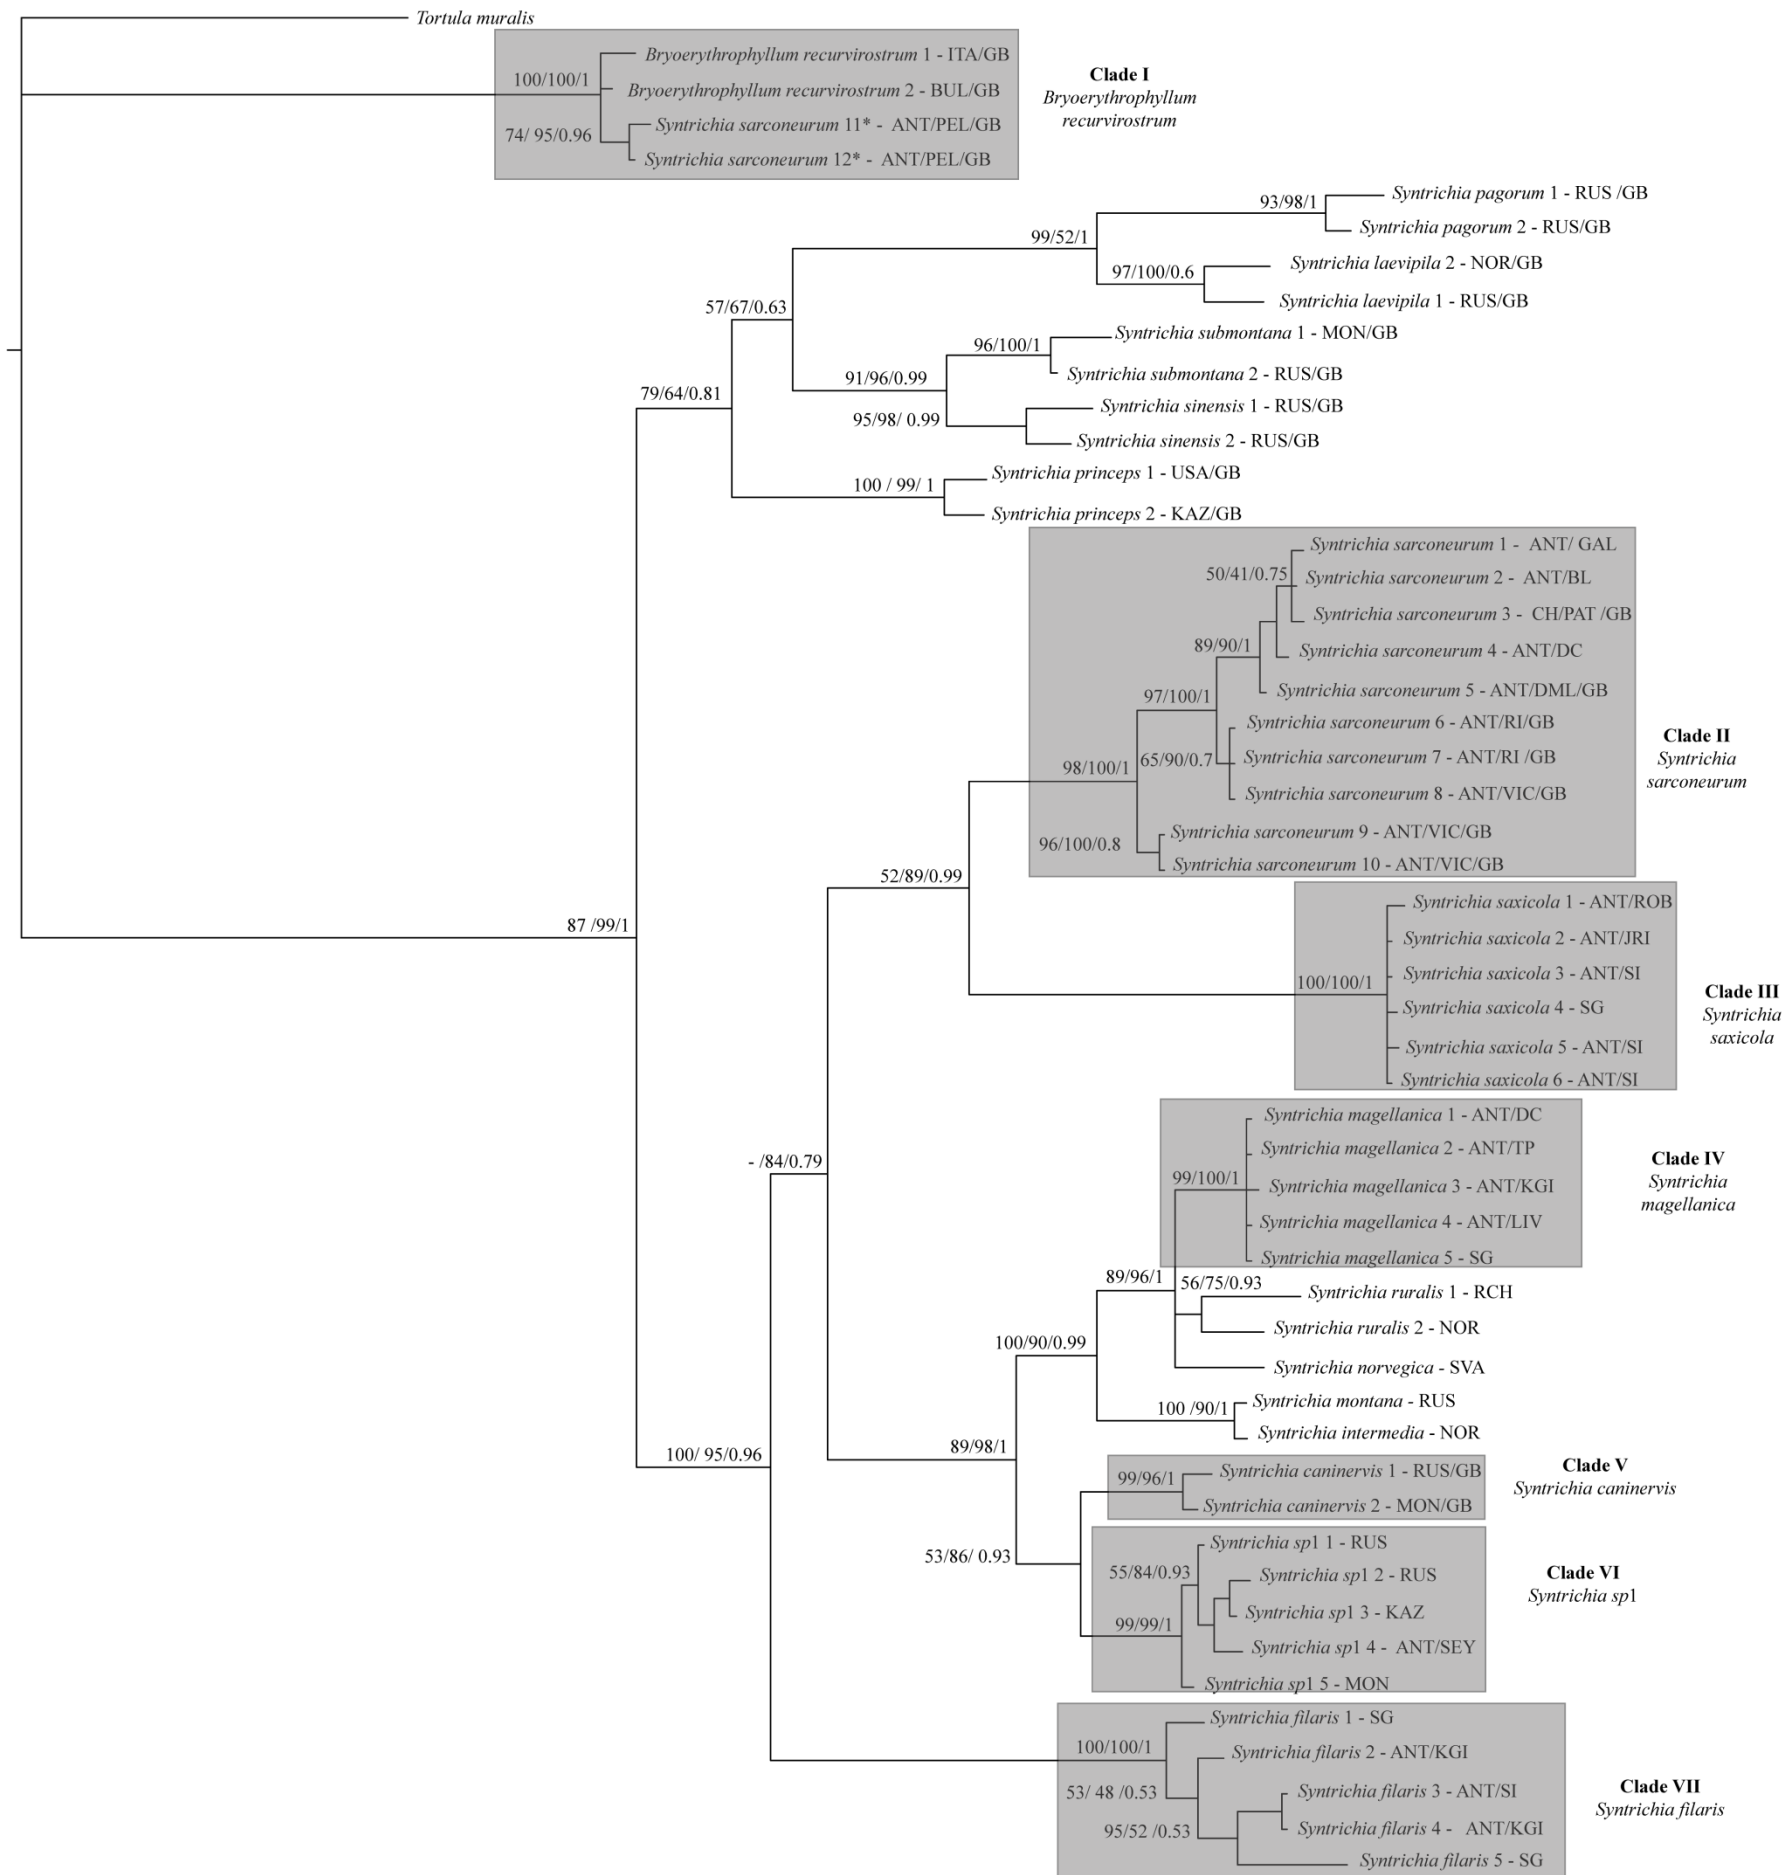 Tortula muralis
Bryoerythrophyllum recurvirostrum 1 - ITA/GB
100/100/1
Bryoerythrophyllum recurvirostrum 2 - BUL/GB
74/ 95/0.96
Syntrichia sarconeurum 11* - ANT/PEL/GB
Syntrichia sarconeurum 12* - ANT/PEL/GB
Clade I
Bryoerythrophyllum
recurvirostrum
93/98/1
Syntrichia pagorum 1 - RUS /GB
Syntrichia pagorum 2 - RUS/GB
99/52/1
97/100/0.6
Syntrichia laevipila 2 - NOR/GB
Syntrichia laevipila 1 - RUS/GB
57/67/0.63
96/100/1
Syntrichia submontana 1 - MON/GB
Syntrichia submontana 2 - RUS/GB
91/96/0.99
79/64/0.81
95/98/ 0.99
Syntrichia sinensis 1 - RUS/GB
Syntrichia sinensis 2 - RUS/GB
100 / 99/ 1
Syntrichia princeps 1 - USA/GB
Syntrichia princeps 2 - KAZ/GB
Syntrichia sarconeurum 1 - ANT/ GAL
50/41/0.75
Syntrichia sarconeurum 2 - ANT/BL
Syntrichia sarconeurum 3 - CH/PAT /GB
89/90/1
Syntrichia sarconeurum 4 - ANT/DC
Syntrichia sarconeurum 5 - ANT/DML/GB
97/100/1
Syntrichia sarconeurum 6 - ANT/RI/GB
65/90/0.7
Syntrichia sarconeurum 7 - ANT/RI /GB
98/100/1
Syntrichia sarconeurum 8 - ANT/VIC/GB
Syntrichia sarconeurum 9 - ANT/VIC/GB
96/100/0.8
Syntrichia sarconeurum 10 - ANT/VIC/GB
Clade II
Syntrichia
sarconeurum
52/89/0.99
87 /99/1
Syntrichia saxicola 1 - ANT/ROB
Syntrichia saxicola 2 - ANT/JRI
Syntrichia saxicola 3 - ANT/SI
100/100/1
Syntrichia saxicola 4 - SG
Syntrichia saxicola 5 - ANT/SI
Syntrichia saxicola 6 - ANT/SI
Clade III
Syntrichia
saxicola
- /84/0.79
Syntrichia magellanica 1 - ANT/DC
Syntrichia magellanica 2 - ANT/TP
99/100/1
Syntrichia magellanica 3 - ANT/KGI
Syntrichia magellanica 4 - ANT/LIV
Syntrichia magellanica 5 - SG
Clade IV
Syntrichia
magellanica
89/96/1
56/75/0.93
Syntrichia ruralis 1 - RCH
Syntrichia ruralis 2 - NOR
100/90/0.99
Syntrichia norvegica - SVA
100 /90/1
Syntrichia montana - RUS
Syntrichia intermedia - NOR
100/ 95/0.96
89/98/1
99/96/1
Syntrichia caninervis 1 - RUS/GB
Syntrichia caninervis 2 - MON/GB
Clade V
Syntrichia caninervis
53/86/ 0.93
Syntrichia sp1 1 - RUS
55/84/0.93
Syntrichia sp1 2 - RUS
Syntrichia sp1 3 - KAZ
99/99/1
Syntrichia sp1 4 - ANT/SEY
Syntrichia sp1 5 - MON
Clade VI
Syntrichia sp1
Syntrichia filaris 1 - SG
100/100/1
Syntrichia filaris 2 - ANT/KGI
53/ 48 /0.53
Syntrichia filaris 3 - ANT/SI
95/52 /0.53
Syntrichia filaris 4 - ANT/KGI
Syntrichia filaris 5 - SG
Clade VII
Syntrichia filaris